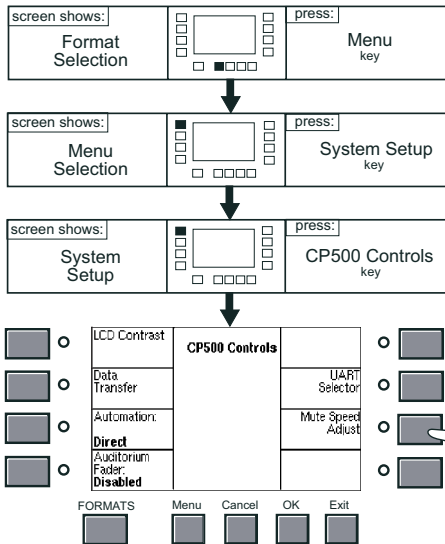 screen shows:
Format
Selection
press:
Menu
key
screen shows:
Menu
Selection
press:
System Setup
key
screen shows:
System
Setup
press:
CP500 Controls
key
LCD Contrast
CP500 Controls
Data
Transfer
UART
Selector
Automation:
Direct
Mute Speed
Adjust
Auditorium
Fader:
Disabled
FORMATS
Menu
Cancel
OK
Exit